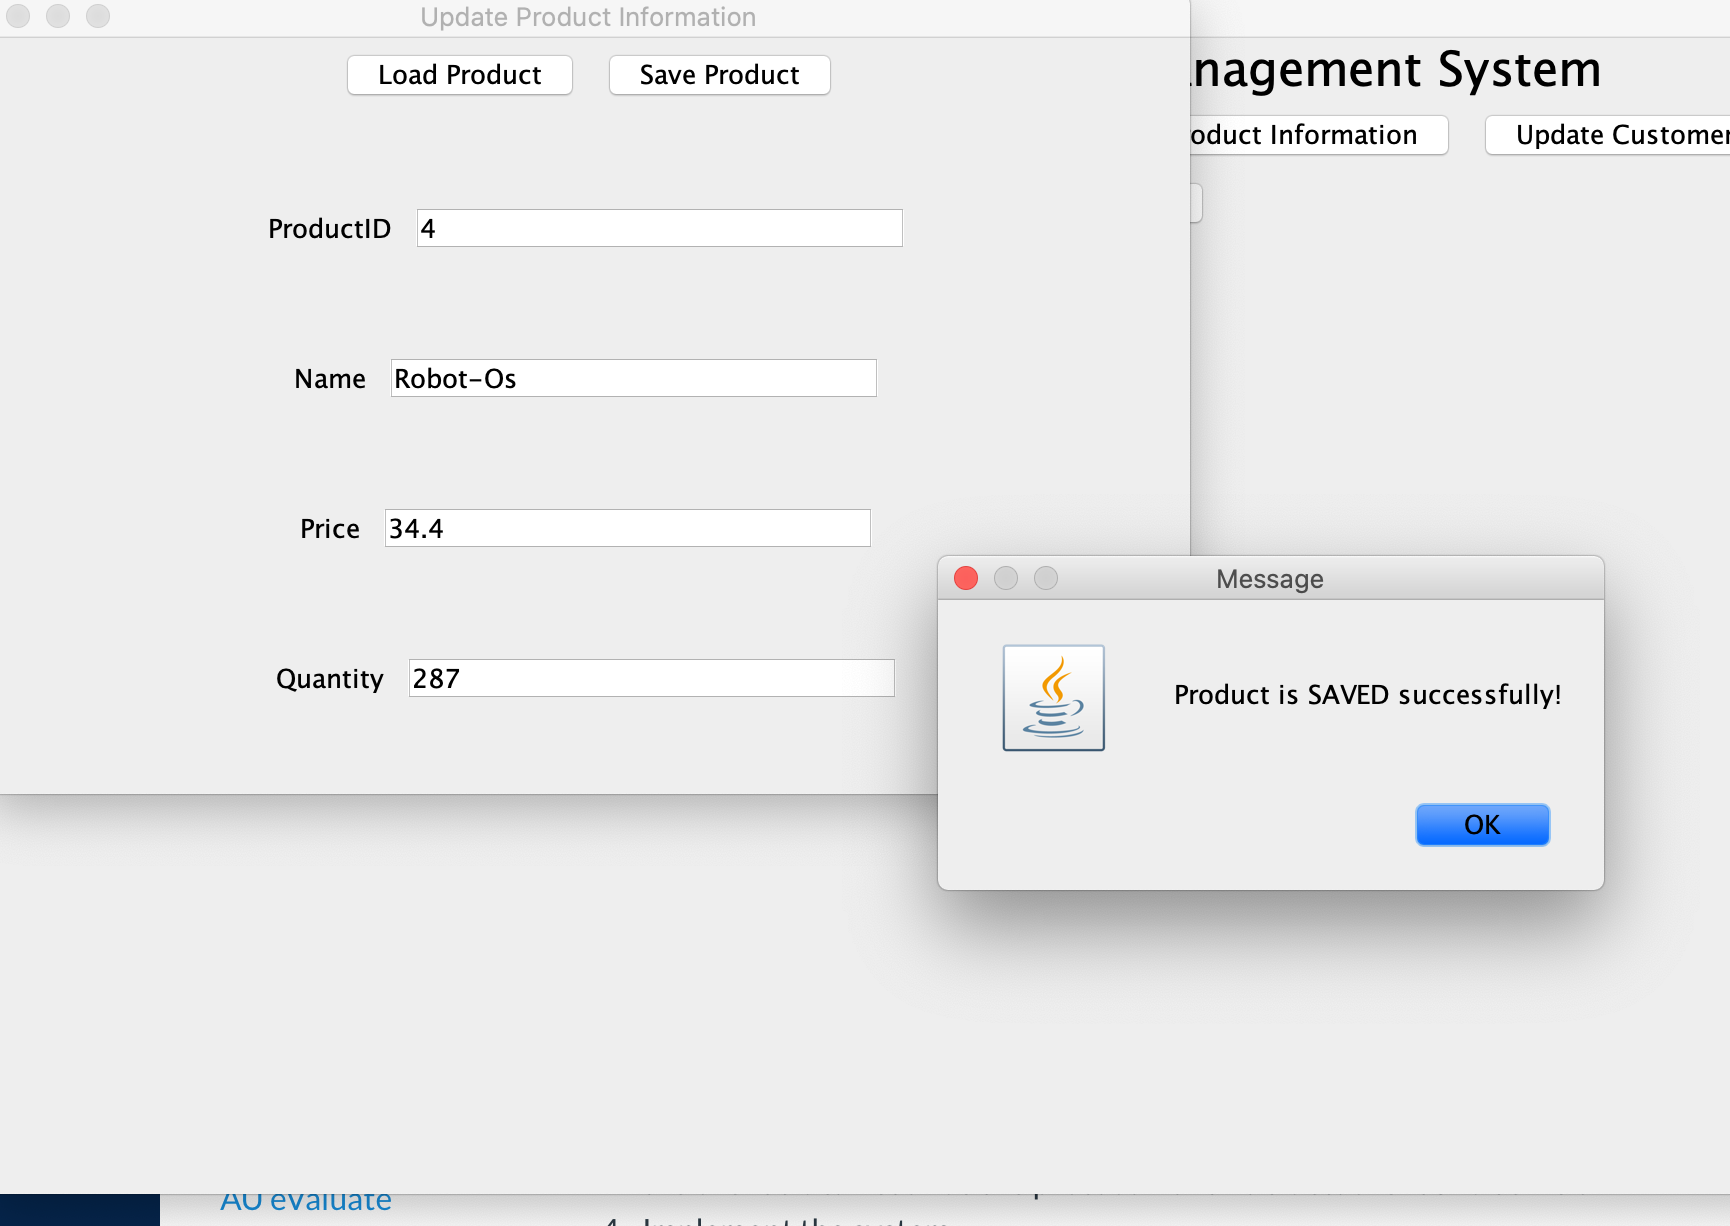 Update Product Information
Load Product
Save Product
nagement System
oduct Information
Update Customer
ProductID 4
Name Robot-Os
Price 34.4
Quantity 287
Message
Product is SAVED successfully!
OK
AU evaluate
4. Implement the system